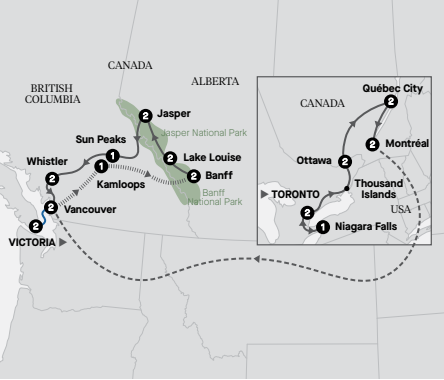 CANADA
ALBERTA
BRITISH
COLUMBIA
2 Jasper
Jasper National Park
Sun Peaks
1
1
Kamloops
2 Lake Louise
2 Banff
Banff
National Park
Whistler
2
2 Vancouver
2
VICTORIA
Québec City
2
CANADA
2 Montréal
Ottawa 2
Thousand
Islands
TORONTO
2
USA
1 Niagara Falls